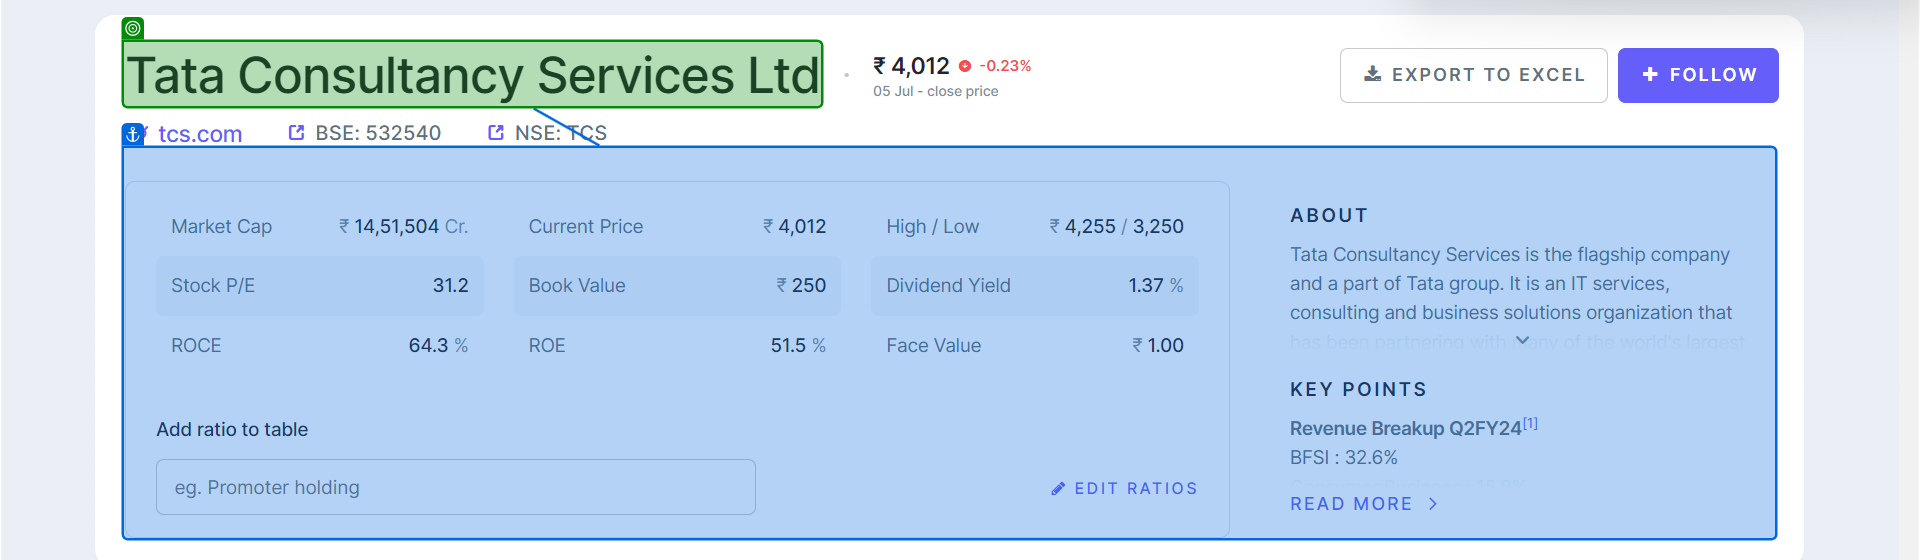 Tata Consultancy Services Ltd
₹ 4,012 -0.23%
05 Jul - close price
EXPORT TO EXCEL
FOLLOW
tcs.com
BSE: 532540
NSE: TCS
Market Cap ₹ 14,51,504 Cr.
Current Price ₹ 4,012
High / Low ₹ 4,255 / 3,250
Stock P/E 31.2
Book Value ₹ 250
Dividend Yield 1.37 %
ROCE 64.3 %
ROE 51.5 %
Face Value ₹ 1.00
Add ratio to table
eg. Promoter holding
EDIT RATIOS
ABOUT
Tata Consultancy Services is the flagship company
and a part of Tata group. It is an IT services,
consulting and business solutions organization that
has been partnering with many of the world's largest
KEY POINTS
Revenue Breakup Q2FY24[1]
BFSI : 32.6%
READ MORE